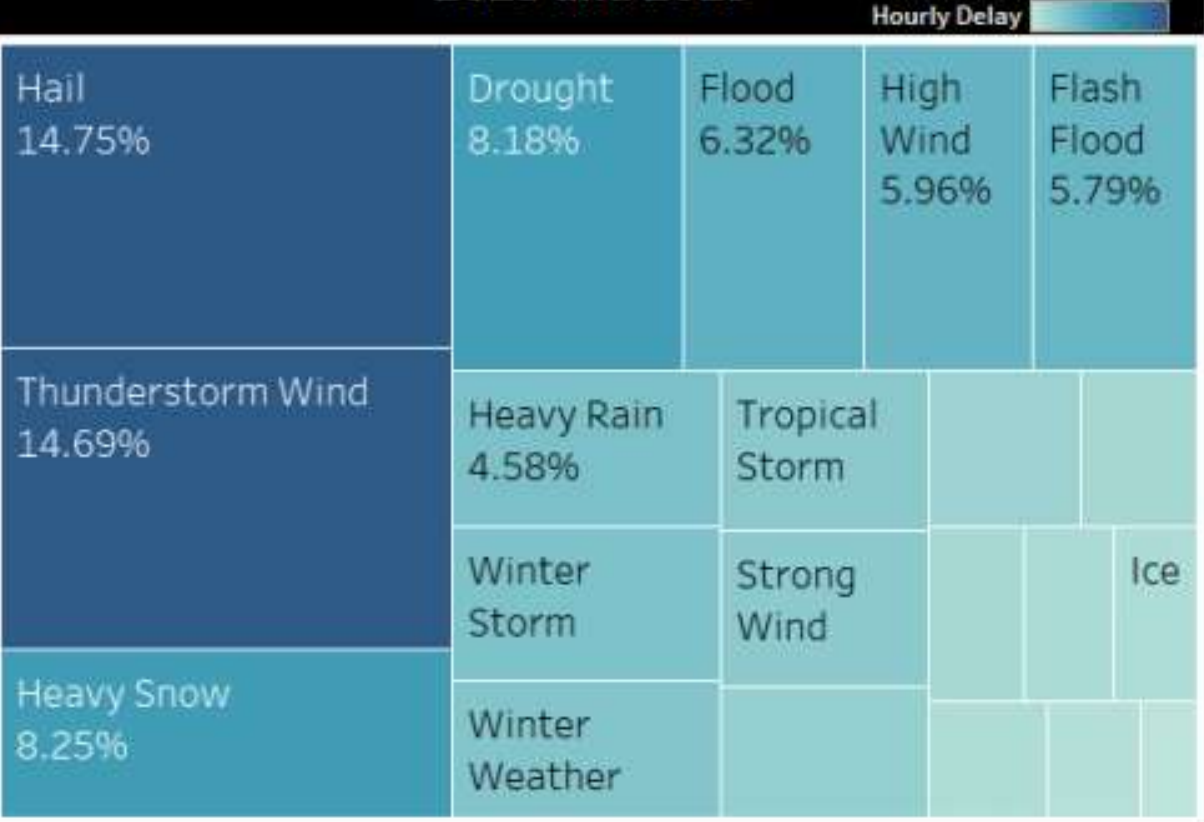 Hourly Delay
Hail
14.75%
Thunderstorm Wind
14.69%
Heavy Snow
8.25%
Drought
8.18%
Flood
6.32%
High
Wind
5.96%
Flash
Flood
5.79%
Heavy Rain
4.58%
Tropical
Storm
Winter
Storm
Strong
Wind
Winter
Weather
Ice